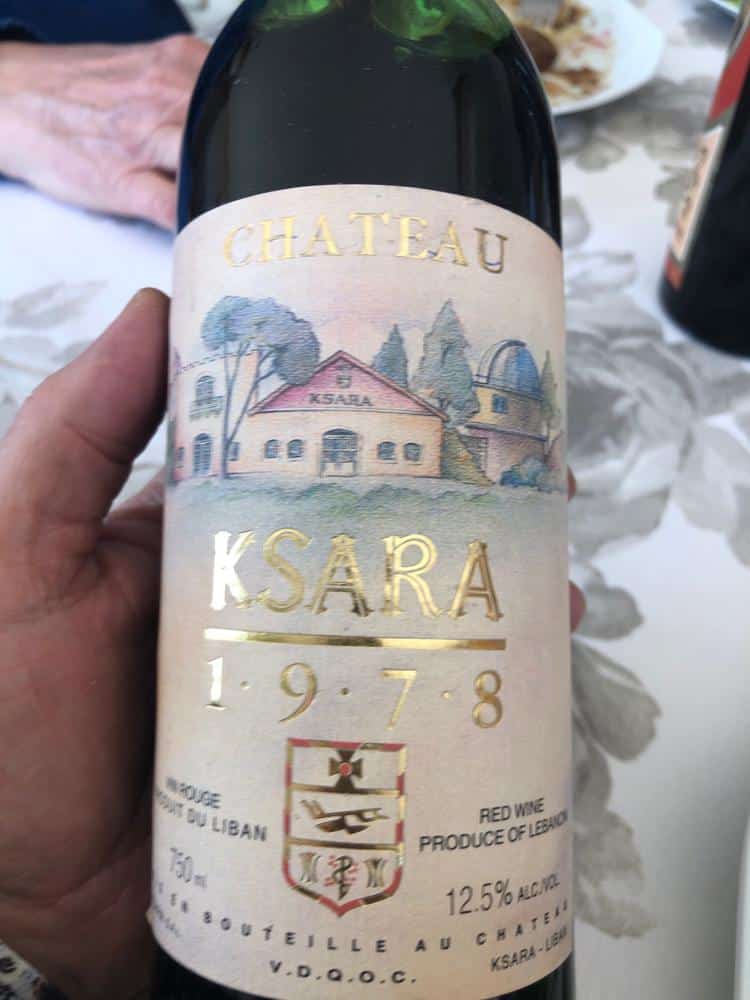 CHATEAU
KSARA
KSARA
1·9·7·8
VIN ROUGE
DU LIBAN
750 ml
RED WINE
PRODUCE OF LEBANON
12.5% ALC./VOL
EN BOUTEILLE AU CHATEAU
V.D.Q.O.C.
KSARA - LIBAN